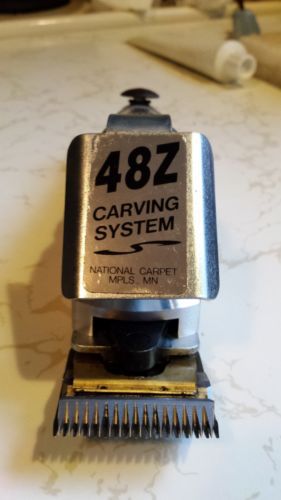 48Z
CARVING
SYSTEM
NATIONAL CARPET
MPLS, MN